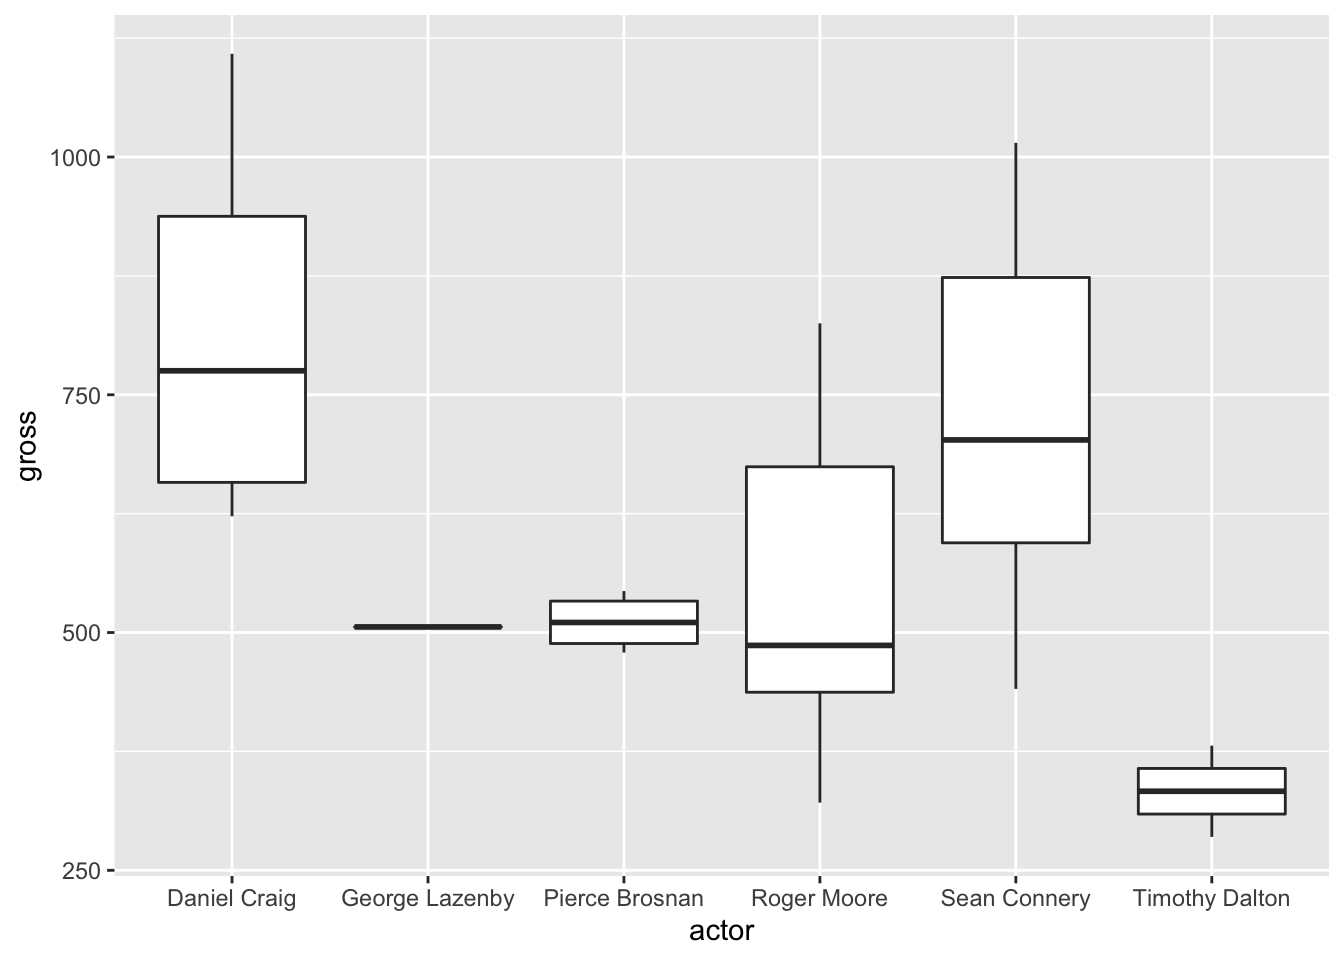 1000
750
500
250
gross
Daniel Craig George Lazenby Pierce Brosnan Roger Moore Sean Connery Timothy Dalton
actor